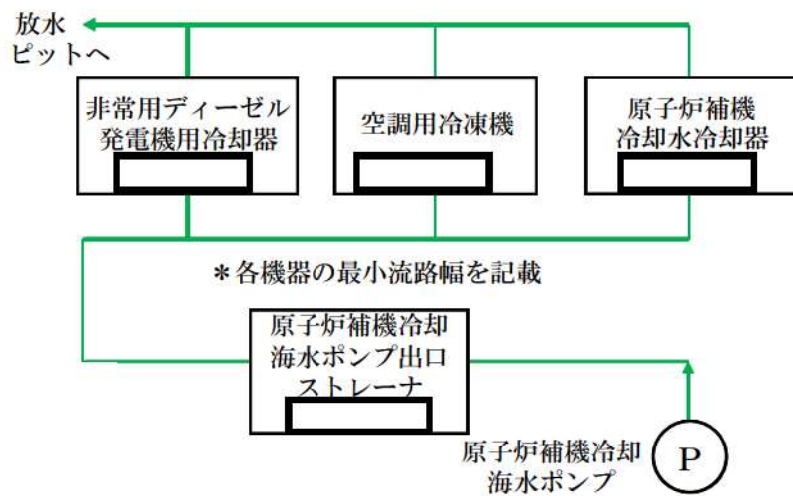 放水
ピットへ
非常用ディーゼル
発電機用冷却器
空調用冷凍機
原子炉補機
冷却水冷却器
＊各機器の最小流路幅を記載
原子炉補機冷却
海水ポンプ出口
ストレーナ
原子炉補機冷却
海水ポンプ
P